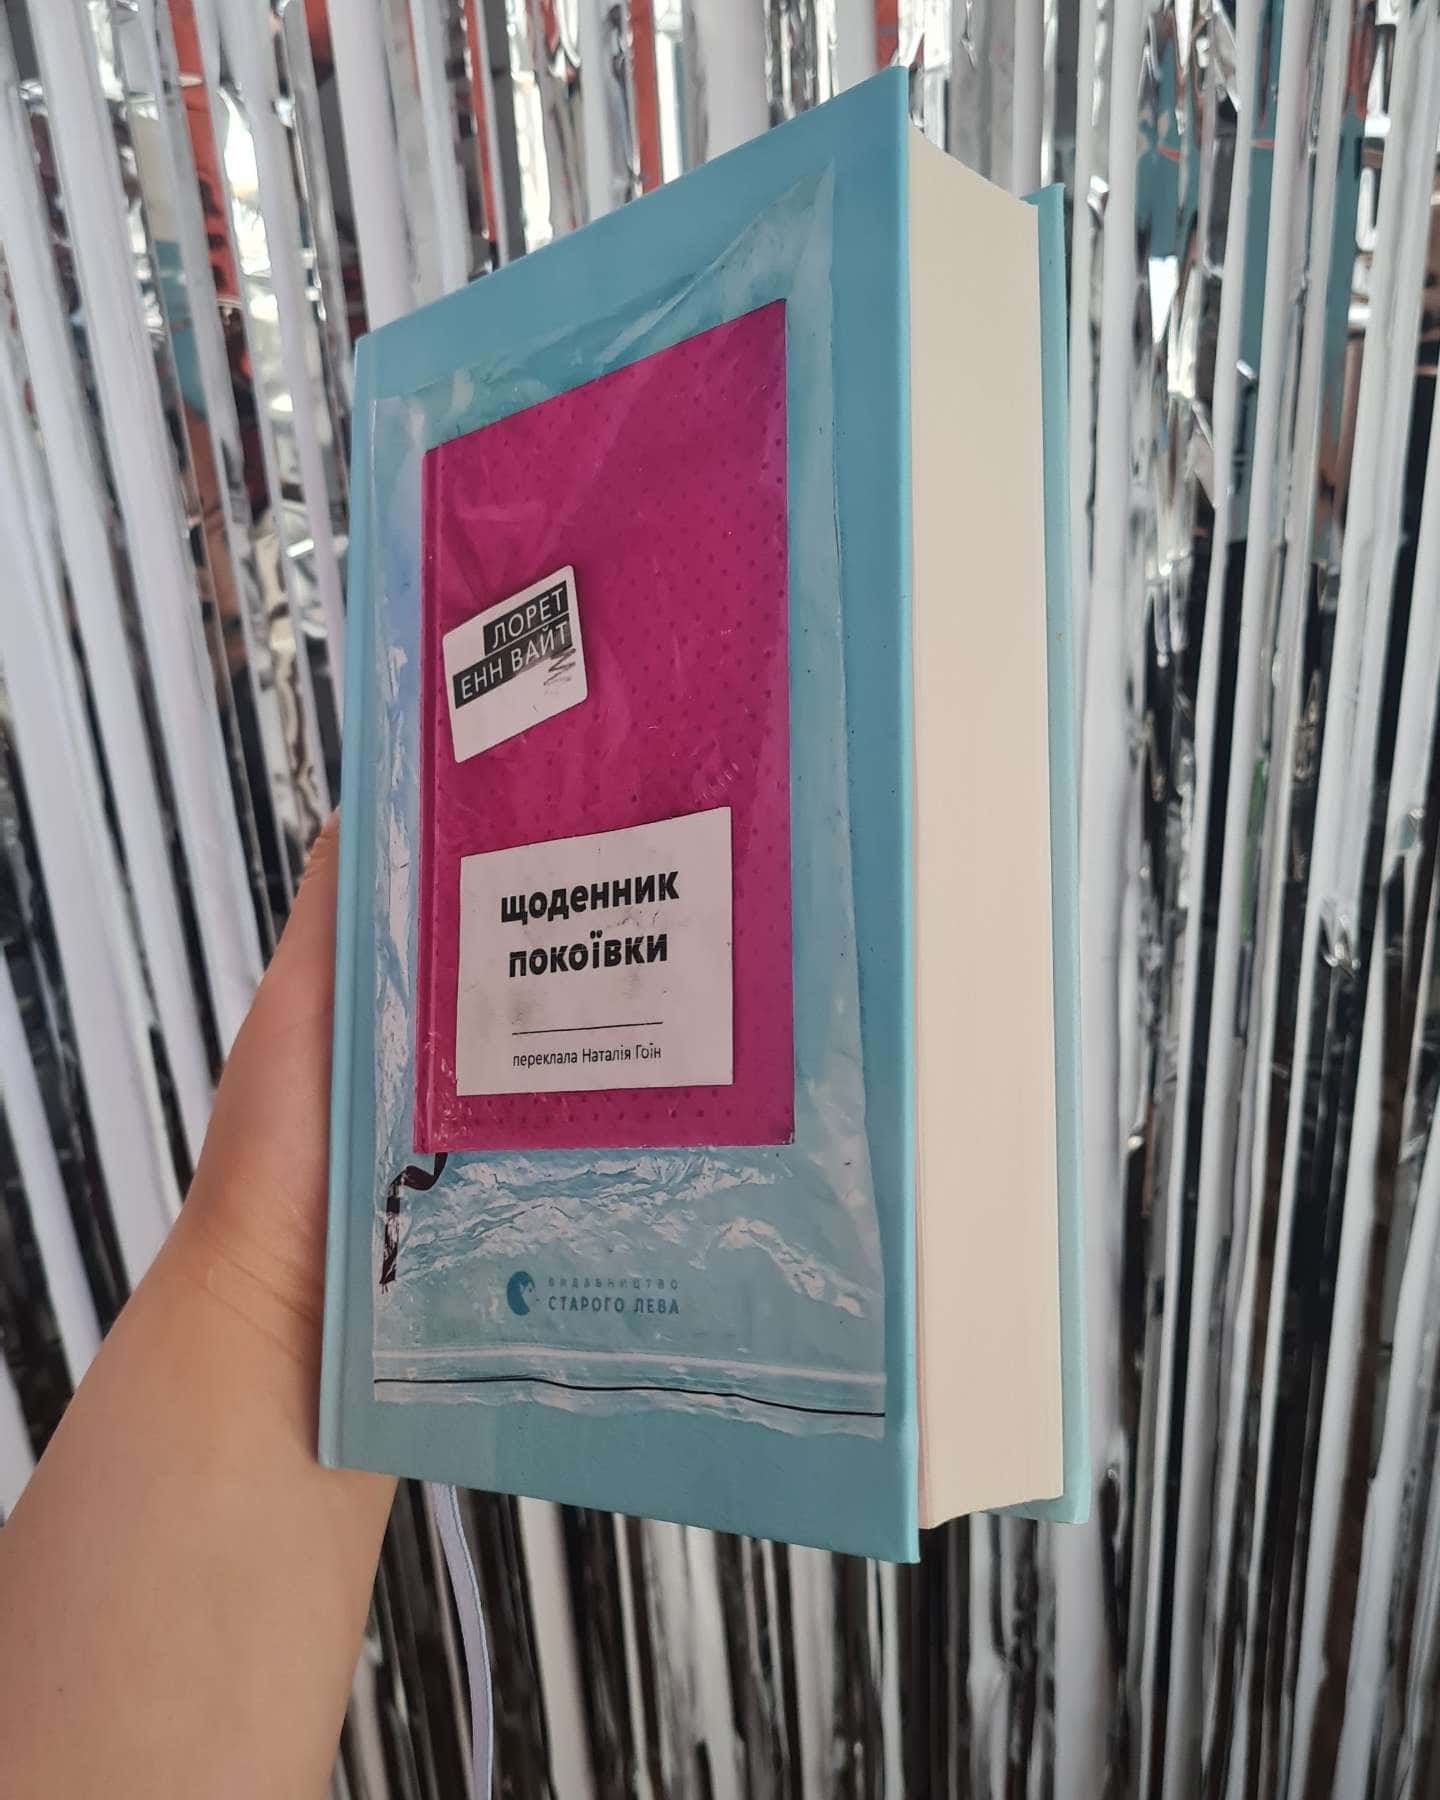 ЛОРЕТ
ЕНН ВАЙТ
щоденник
покоївки
переклала Наталія Гоїн
ВИДАВНИЦТВО
СТАРОГО ЛЕВА